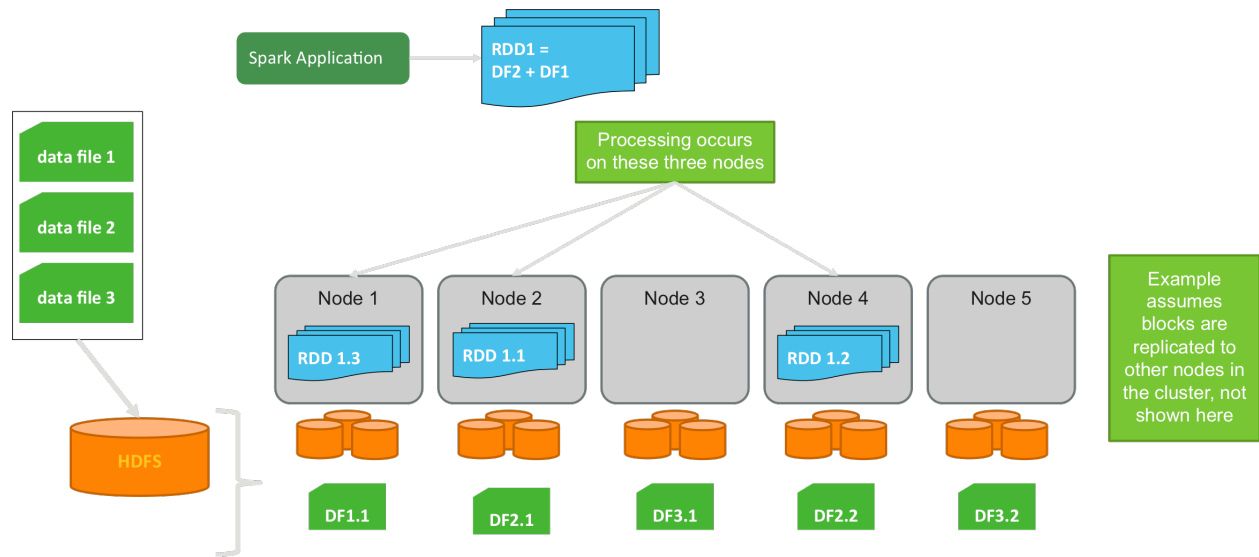 Spark Application
RDD1 =
DF2 + DF1
data file 1
data file 2
data file 3
Processing occurs
on these three nodes
Node 1
Node 2
Node 3
Node 4
Node 5
RDD 1.3
RDD 1.1
RDD 1.2
Example
assumes
blocks are
replicated to
other nodes in
the cluster, not
shown here
HDFS
DF1.1
DF2.1
DF3.1
DF2.2
DF3.2